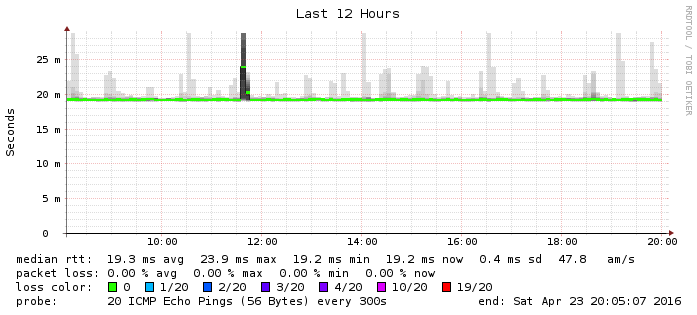 Last 12 Hours
RRDTOOL / TOBI OETIKER
Seconds
25 m
20 m
15 m
10 m
5 m
0
10:00 12:00 14:00 16:00 18:00 20:00
median rtt: 19.3 ms avg 23.9 ms max 19.2 ms min 19.2 ms now 0.4 ms sd 47.8 am/s
packet loss: 0.00 % avg 0.00 % max 0.00 % min 0.00 % now
loss color: 0 1/20 2/20 3/20 4/20 10/20 19/20
probe: 20 ICMP Echo Pings (56 Bytes) every 300s end: Sat Apr 23 20:05:07 2016